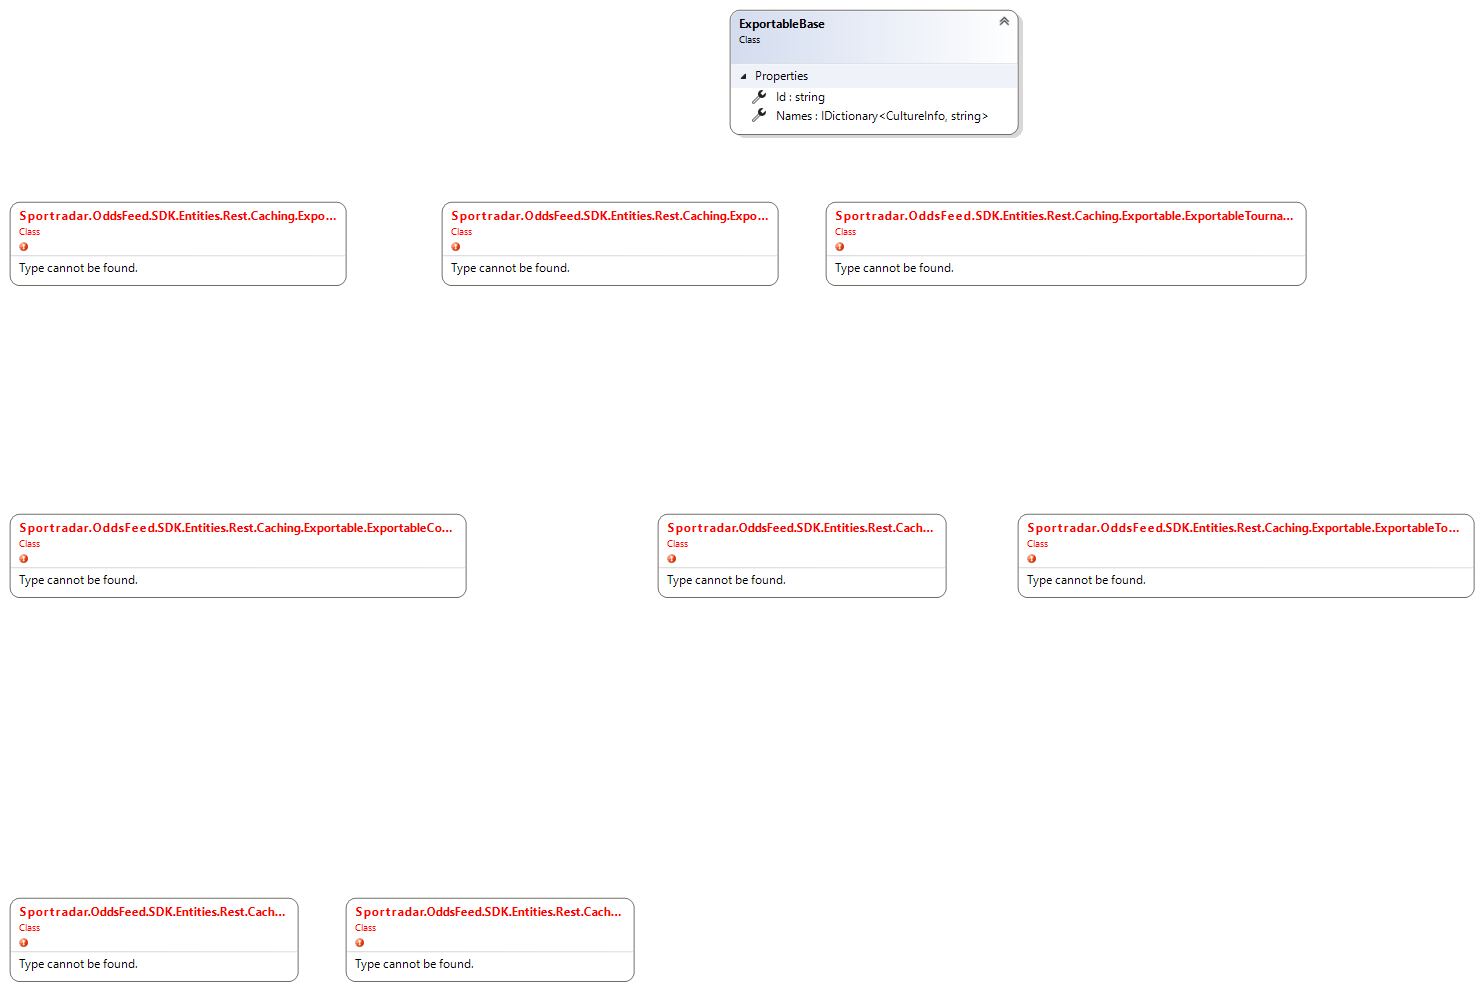 ExportableBase
Class
Properties
Id : string
Names : IDictionary<CultureInfo, string>
Sportradar.OddsFeed.SDK.Entities.Rest.Caching.Expo...
Class
Type cannot be found.
Sportradar.OddsFeed.SDK.Entities.Rest.Caching.Expo...
Class
Type cannot be found.
Sportradar.OddsFeed.SDK.Entities.Rest.Caching.Exportable.ExportableTourna...
Class
Type cannot be found.
Sportradar.OddsFeed.SDK.Entities.Rest.Caching.Exportable.ExportableCo...
Class
Type cannot be found.
Sportradar.OddsFeed.SDK.Entities.Rest.Cach...
Class
Type cannot be found.
Sportradar.OddsFeed.SDK.Entities.Rest.Caching.Exportable.ExportableTo...
Class
Type cannot be found.
Sportradar.OddsFeed.SDK.Entities.Rest.Cach...
Class
Type cannot be found.
Sportradar.OddsFeed.SDK.Entities.Rest.Cach...
Class
Type cannot be found.